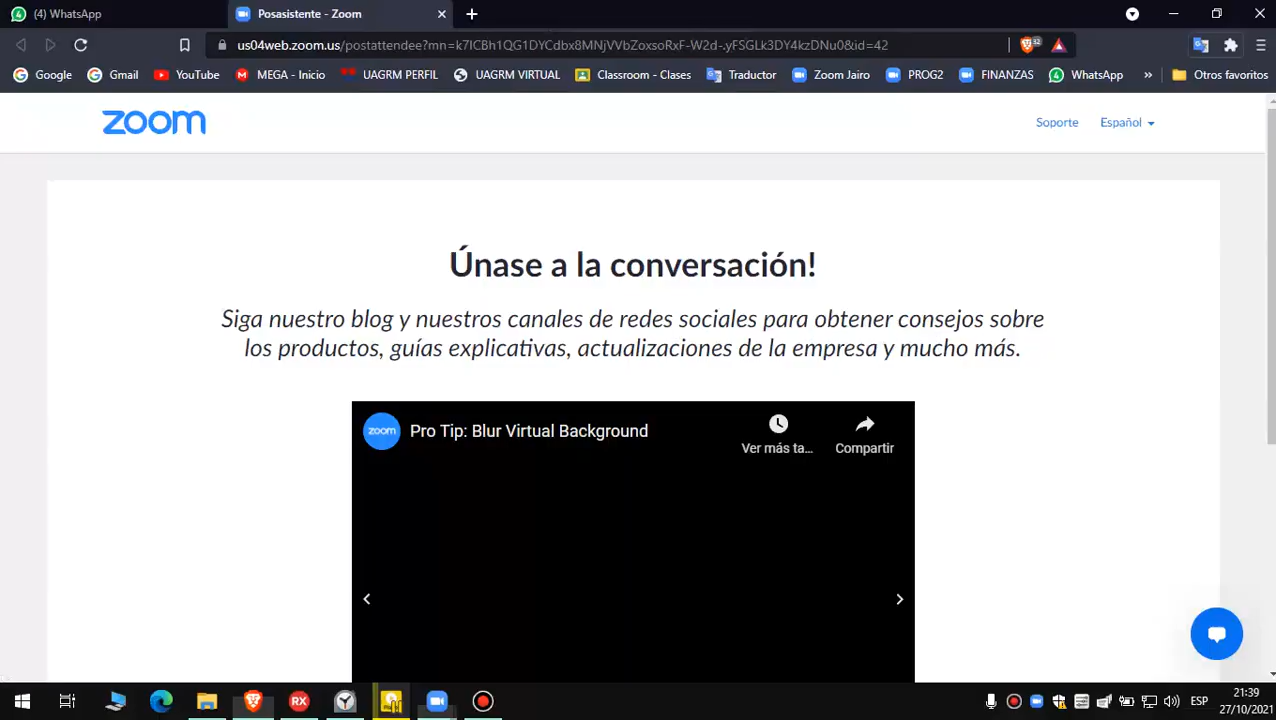 (4) WhatsApp
Posasistente - Zoom
us04web.zoom.us/postattendee?mn=k7ICBh1QG1DYCdbx8MNjVVbZoxsoRxF-W2d-.yFSGLk3DY4kzDNu0&id=42
32
Google
Gmail
YouTube
MEGA - Inicio
UAGRM PERFIL
UAGRM VIRTUAL
Classroom - Clases
Traductor
Zoom Jairo
PROG2
FINANZAS
WhatsApp
»
Otros favoritos
zoom
Soporte
Español
Únase a la conversación!
Siga nuestro blog y nuestros canales de redes sociales para obtener consejos sobre
los productos, guías explicativas, actualizaciones de la empresa y mucho más.
zoom
Pro Tip: Blur Virtual Background
Ver más ta...
Compartir
RX
ESP
21:39
27/10/2021